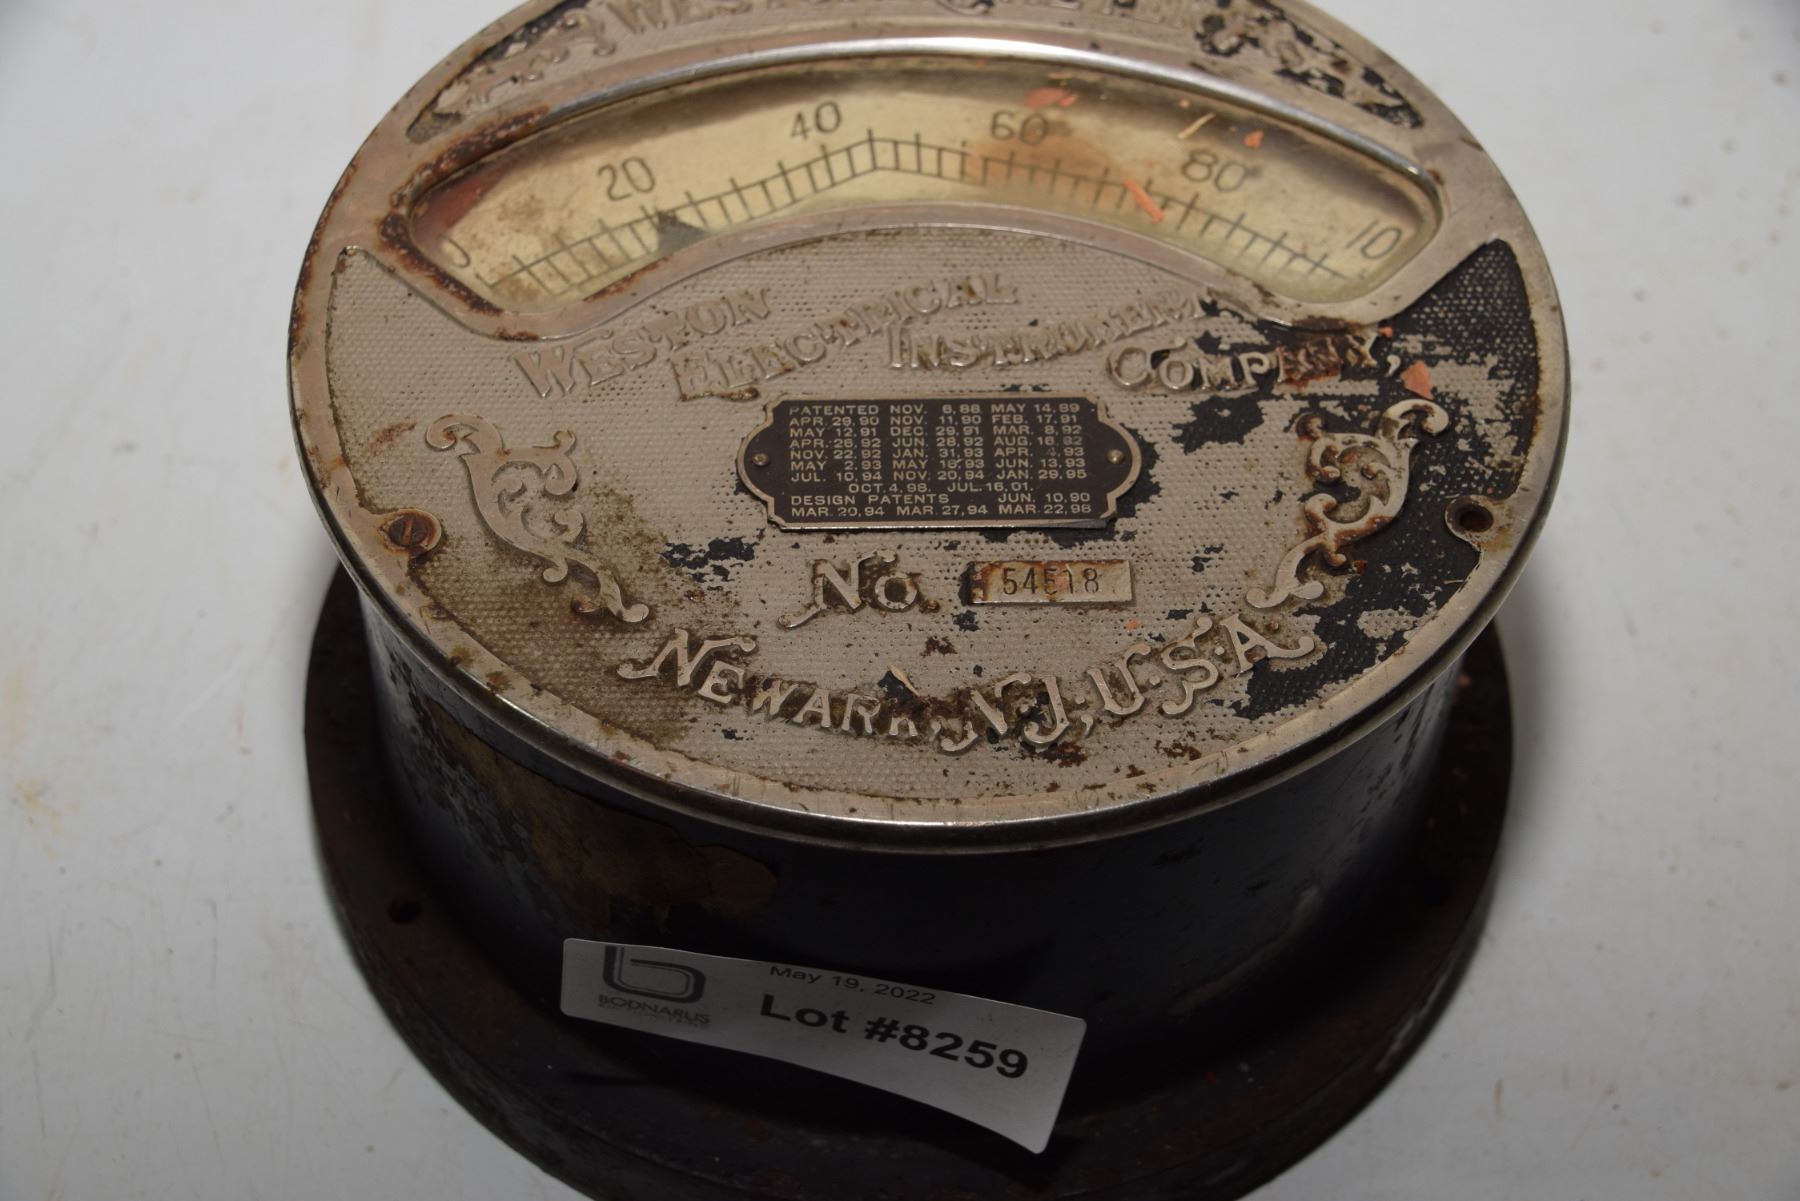 WESTON
0 20 40 60 80 10
WESTON
ELECTRICAL
INSTRUMENT
COMPANY,
PATENTED NOV. 6,88 MAY 14,89
APR. 29,90 NOV. 11,90 FEB. 17,91
MAY 12,91 DEC. 29,91 MAR. 8,92
APR. 26,92 JUN. 28,92 AUG. 16,92
NOV. 22,92 JAN. 31,93 APR. 4,93
MAY 2,93 MAY 16,93 JUN. 13,93
JUL. 10,94 NOV. 20,94 JAN. 29,95
OCT. 4,98. JUL. 16,01.
DESIGN PATENTS JUN. 10,90
MAR. 20,94 MAR. 27,94 MAR. 22,98
No. 54518
NEWARK, N.J., U.S.A.
May 19, 2022
BODNARUS
Lot #8259